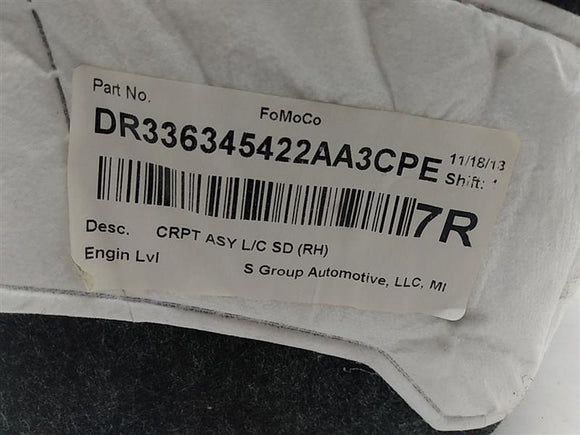 Part No.
FoMoCo
DR336345422AA3CPE
11/18/13
Shift: 1
7R
Desc. CRPT ASY L/C SD (RH)
Engin Lvl
S Group Automotive, LLC, MI